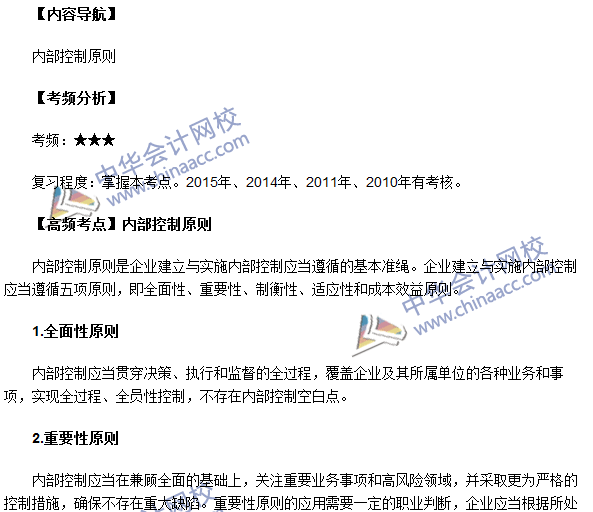 【内容导航】
内部控制原则
【考频分析】
考频：★★★
复习程度：掌握本考点。2015年、2014年、2011年、2010年有考核。
【高频考点】内部控制原则
内部控制原则是企业建立与实施内部控制应当遵循的基本准绳。企业建立与实施内部控制
应当遵循五项原则，即全面性、重要性、制衡性、适应性和成本效益原则。
1.全面性原则
内部控制应当贯穿决策、执行和监督的全过程，覆盖企业及其所属单位的各种业务和事
项，实现全过程、全员性控制，不存在内部控制空白点。
2.重要性原则
内部控制应当在兼顾全面的基础上，关注重要业务事项和高风险领域，并采取更为严格的
控制措施，确保不存在重大缺陷。重要性原则的应用需要一定的职业判断，企业应当根据所处
中华会计网校
www.chinaacc.com
中华会计网校
www.chinaacc.com